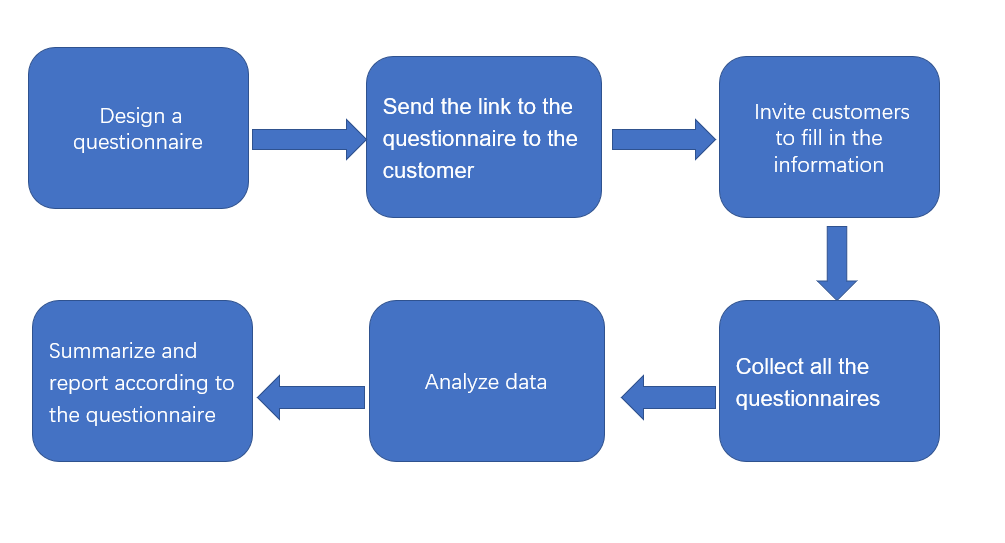 Design a
questionnaire
Send the link to the
questionnaire to the
customer
Invite customers
to fill in the
information
Collect all the
questionnaires
Analyze data
Summarize and
report according to
the questionnaire